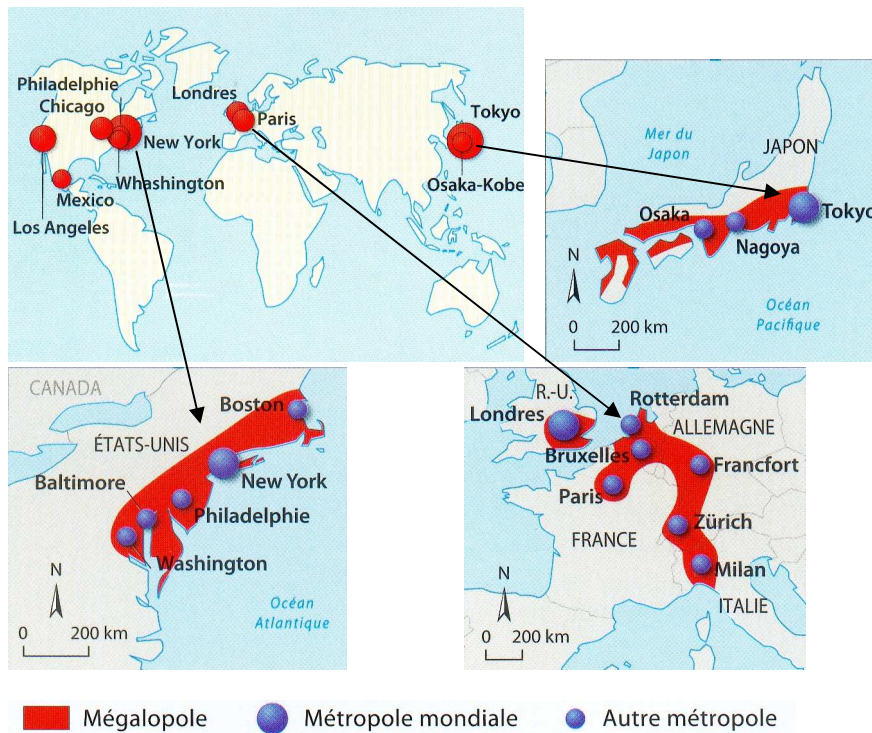 Philadelphie
Chicago
Londres
Paris
Tokyo
New York
Whashington
Osaka-Kobe
Mexico
Los Angeles
Mer du
Japon
JAPON
Osaka
Tokyo
Nagoya
N
Océan
Pacifique
0 200 km
CANADA
Boston
ÉTATS-UNIS
New York
Baltimore
Philadelphie
Washington
N
Océan
Atlantique
0 200 km
R.-U.
Rotterdam
Londres
ALLEMAGNE
Bruxelles
Francfort
Paris
Zürich
FRANCE
Milan
N
ITALIE
0 200 km
Mégalopole Métropole mondiale Autre métropole